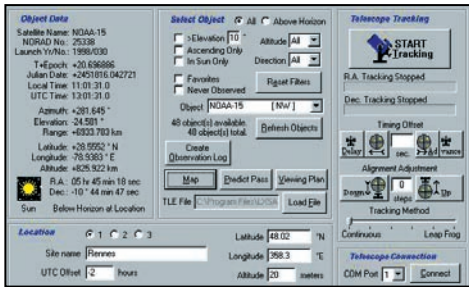 Object Data
Satellite Name: NOAA-15
NORAD No.: 25338
Launch Yr/No.: 1998/030
T+Epoch: +20.696886
Julian Date: +2451816.042721
Local Time: 11:01:31.0
UTC Time: 13:01:31.0
Azimuth: +281.645 °
Elevation: -24.581 °
Range: +6933.783 km
Latitude: +28.5552 ° N
Longitude: -78.9383 ° E
Altitude: +825.922 km
R.A.: 05 hr 45 min 18 sec
Dec.: -10 ° 44 min 47 sec
Sun Below Horizon at Location
Select Object All Above Horizon
>Elevation 10 ° Altitude All
Ascending Only
In Sun Only Direction All
Favorites
Never Observed Reset Filters
Object NOAA-15 [ NW ]
48 object(s) available.
48 object(s) total. Refresh Objects
Create
Observation Log
Map Predict Pass Viewing Plan
TLE File C:\Program Files\LXSA Load File
Telescope Tracking
START
Tracking
R.A. Tracking Stopped
Dec. Tracking Stopped
Timing Offset
Delay sec. Advance
Alignment Adjustment
Down 0 Up
steps
Tracking Method
Continuous Leap Frog
Location 1 2 3
Latitude 48.02 °N
Site name Rennes
Longitude 358.3 °E
UTC Offset -2 hours
Altitude 20 meters
Telescope Connection
COM Port 1 Connect